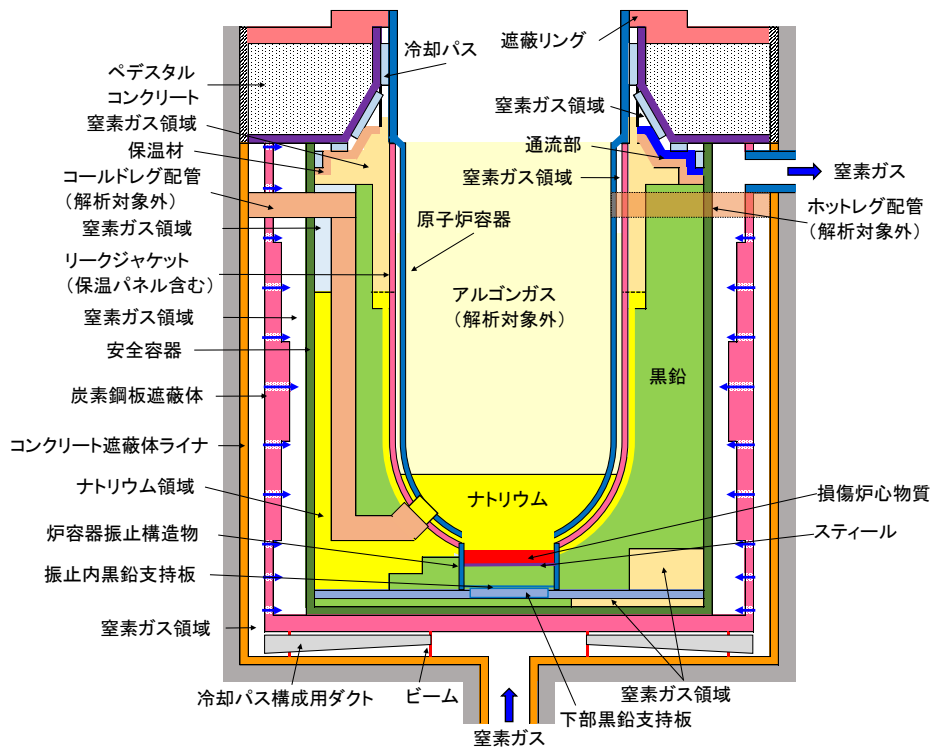 ペデスタル
コンクリート
窒素ガス領域
保温材
コールドレグ配管
（解析対象外）
窒素ガス領域
リークジャケット
（保温パネル含む）
窒素ガス領域
安全容器
炭素鋼板遮蔽体
コンクリート遮蔽体ライナ
ナトリウム領域
炉容器振止構造物
振止内黒鉛支持板
窒素ガス領域
冷却パス構成用ダクト
ビーム
窒素ガス
下部黒鉛支持板
窒素ガス領域
冷却パス
原子炉容器
アルゴンガス
（解析対象外）
ナトリウム
遮蔽リング
窒素ガス領域
通流部
窒素ガス領域
窒素ガス
ホットレグ配管
（解析対象外）
黒鉛
損傷炉心物質
スティール